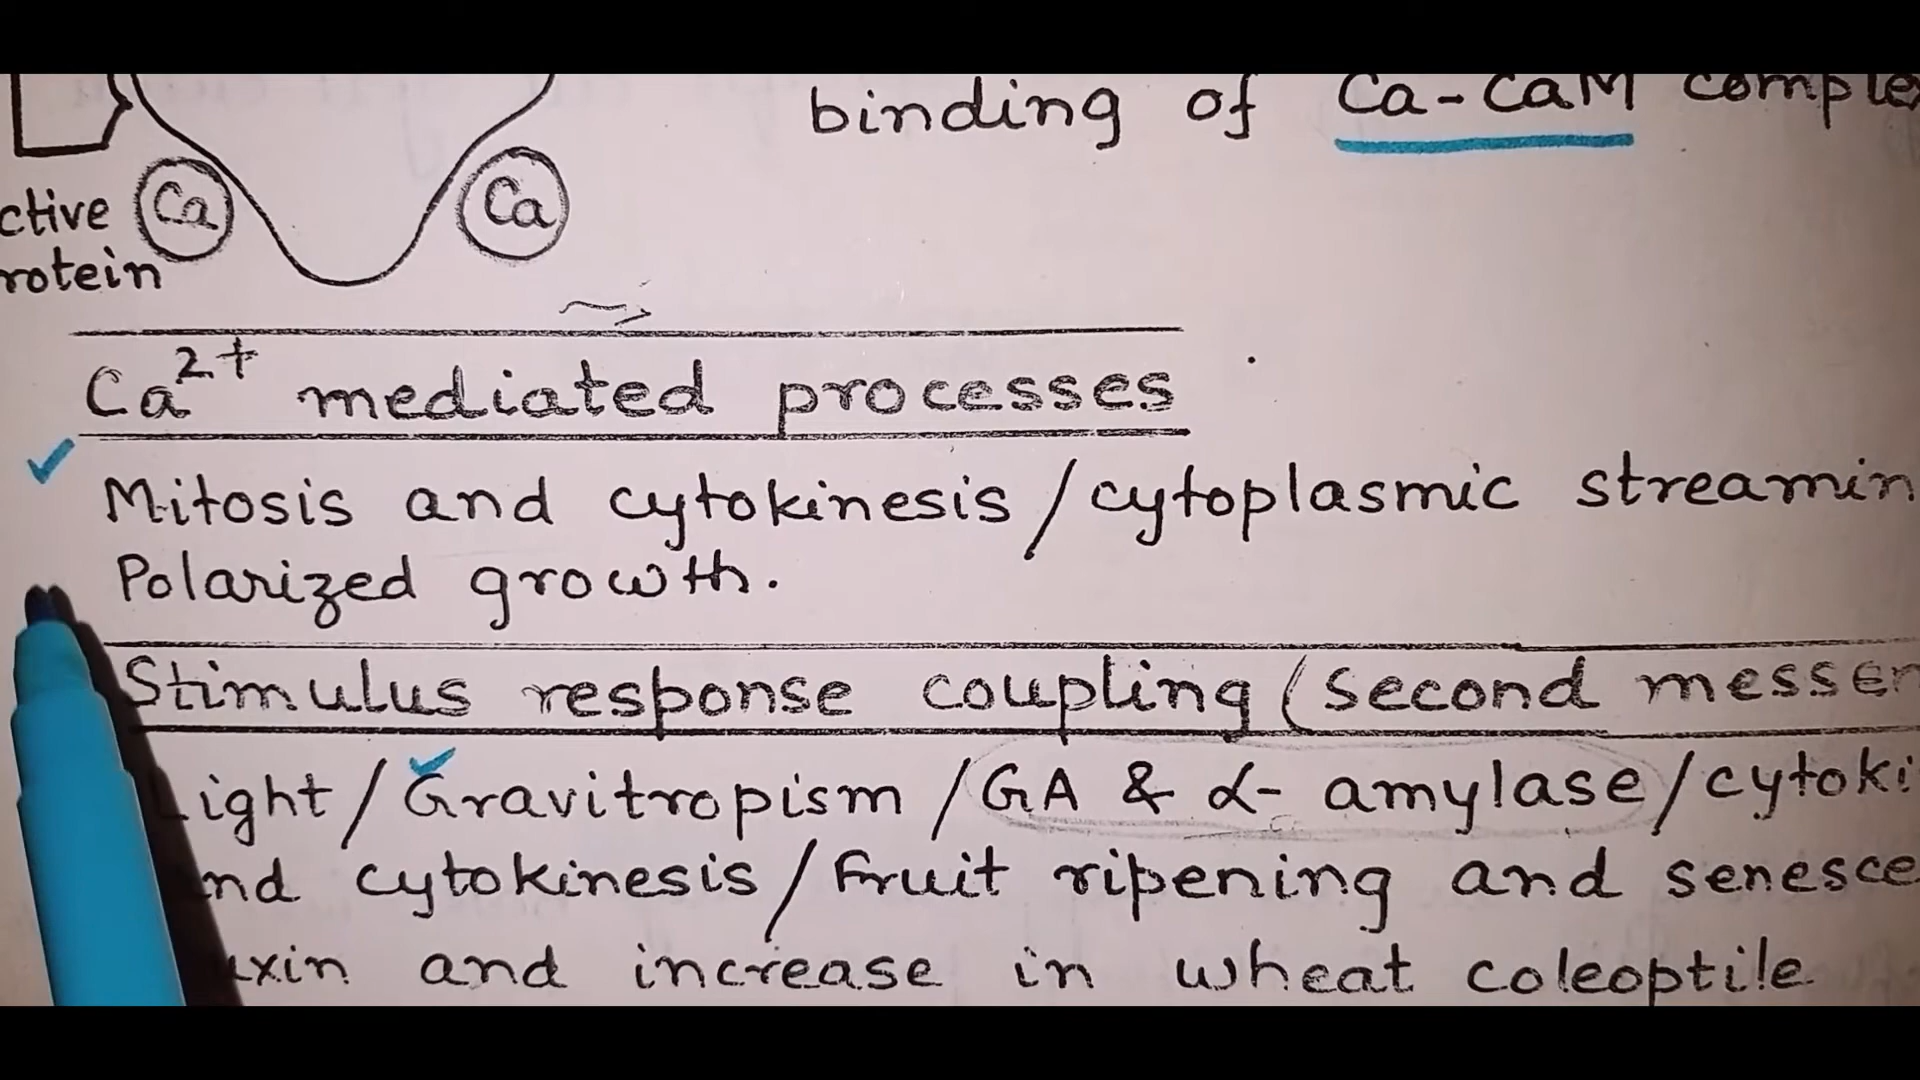 binding of Ca-CaM comple
ctive
rotein
Ca
Ca
Ca²⁺ mediated processes
Mitosis and cytokinesis/cytoplasmic streamin
Polarized growth.
Stimulus response coupling (second messen
Light/Gravitropism/GA & α-amylase/cytoki
nd cytokinesis/Fruit ripening and senesce
uxin and increase in wheat coleoptile